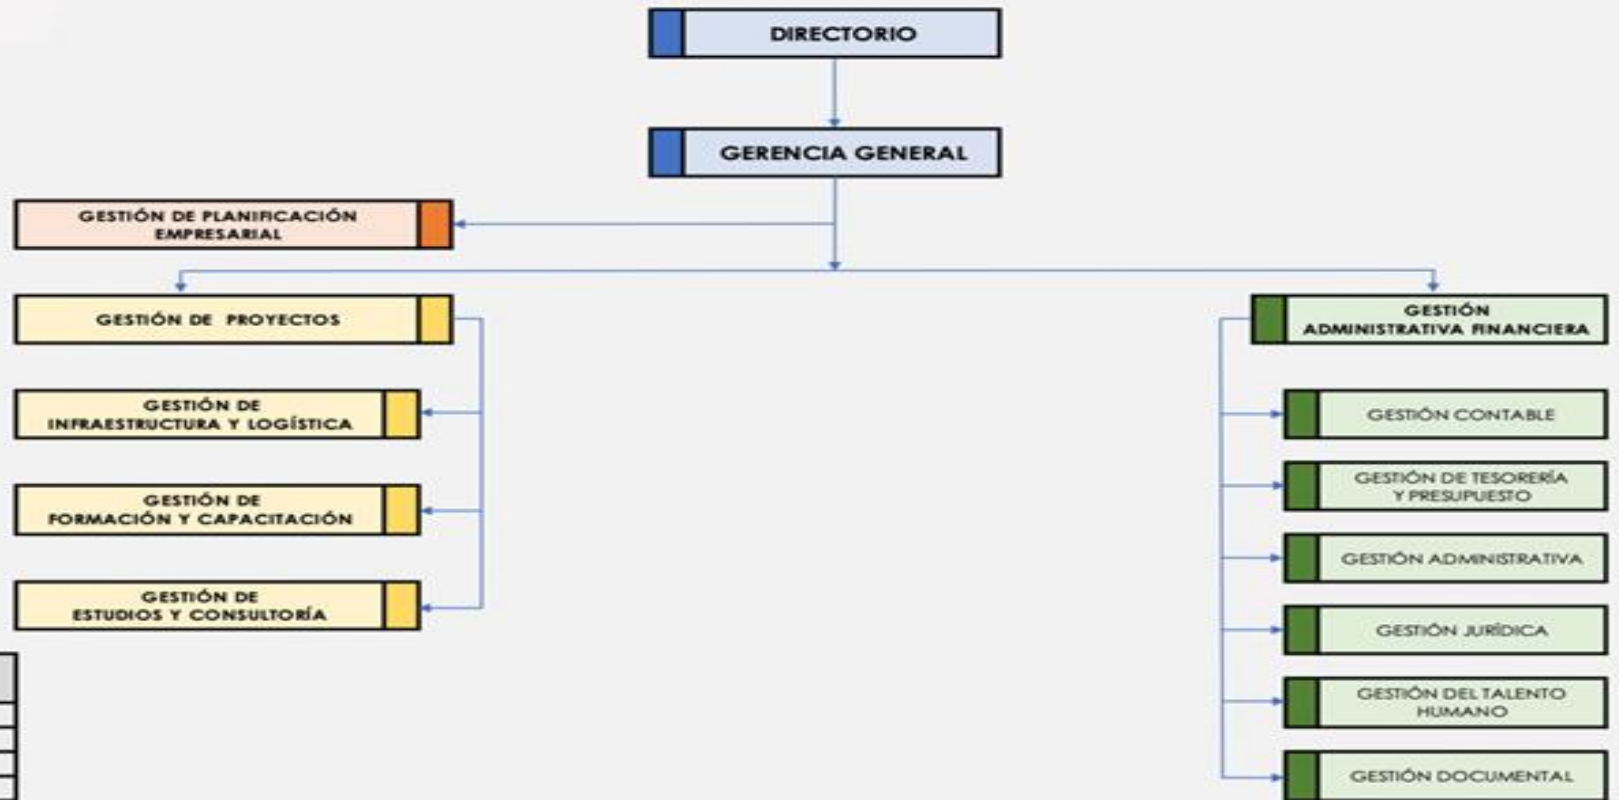 DIRECTORIO
GERENCIA GENERAL
GESTIÓN DE PLANIFICACIÓN
EMPRESARIAL
GESTIÓN DE PROYECTOS
GESTIÓN DE
INFRAESTRUCTURA Y LOGÍSTICA
GESTIÓN DE
FORMACIÓN Y CAPACITACIÓN
GESTIÓN DE
ESTUDIOS Y CONSULTORÍA
GESTIÓN
ADMINISTRATIVA FINANCIERA
GESTIÓN CONTABLE
GESTIÓN DE TESORERÍA
Y PRESUPUESTO
GESTIÓN ADMINISTRATIVA
GESTIÓN JURÍDICA
GESTIÓN DEL TALENTO
HUMANO
GESTIÓN DOCUMENTAL